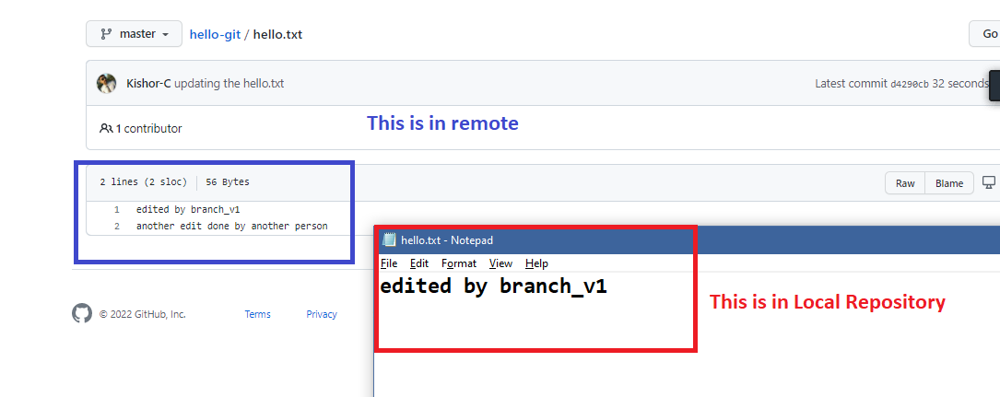 master
hello-git / hello.txt
Go
Kishor-C updating the hello.txt
Latest commit d4290cb 32 seconds
1 contributor
This is in remote
2 lines (2 sloc) 56 Bytes
Raw Blame
1 edited by branch_v1
2 another edit done by another person
hello.txt - Notepad
File Edit Format View Help
edited by branch_v1
This is in Local Repository
© 2022 GitHub, Inc. Terms Privacy